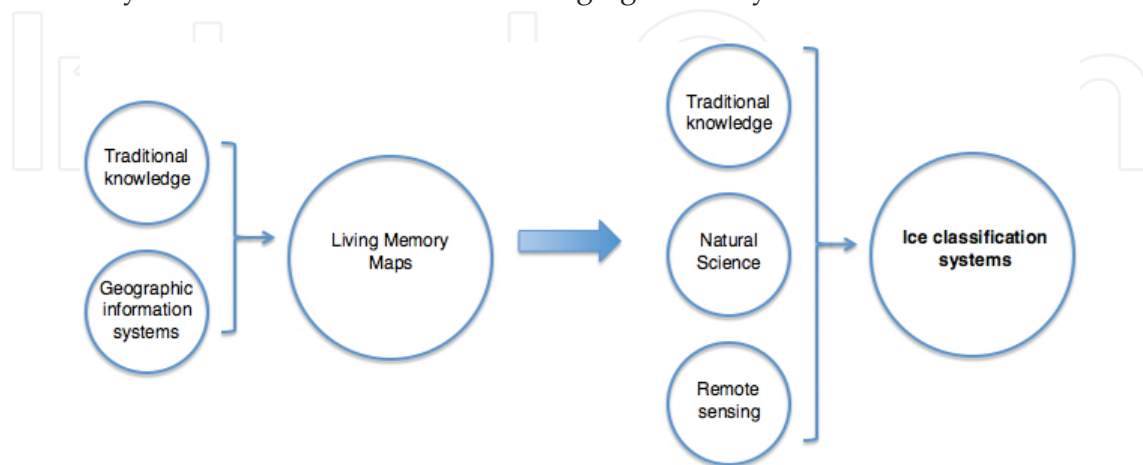 Traditional
knowledge
Geographic
information
systems
Living Memory
Maps
Traditional
knowledge
Natural
Science
Remote
sensing
Ice classification
systems